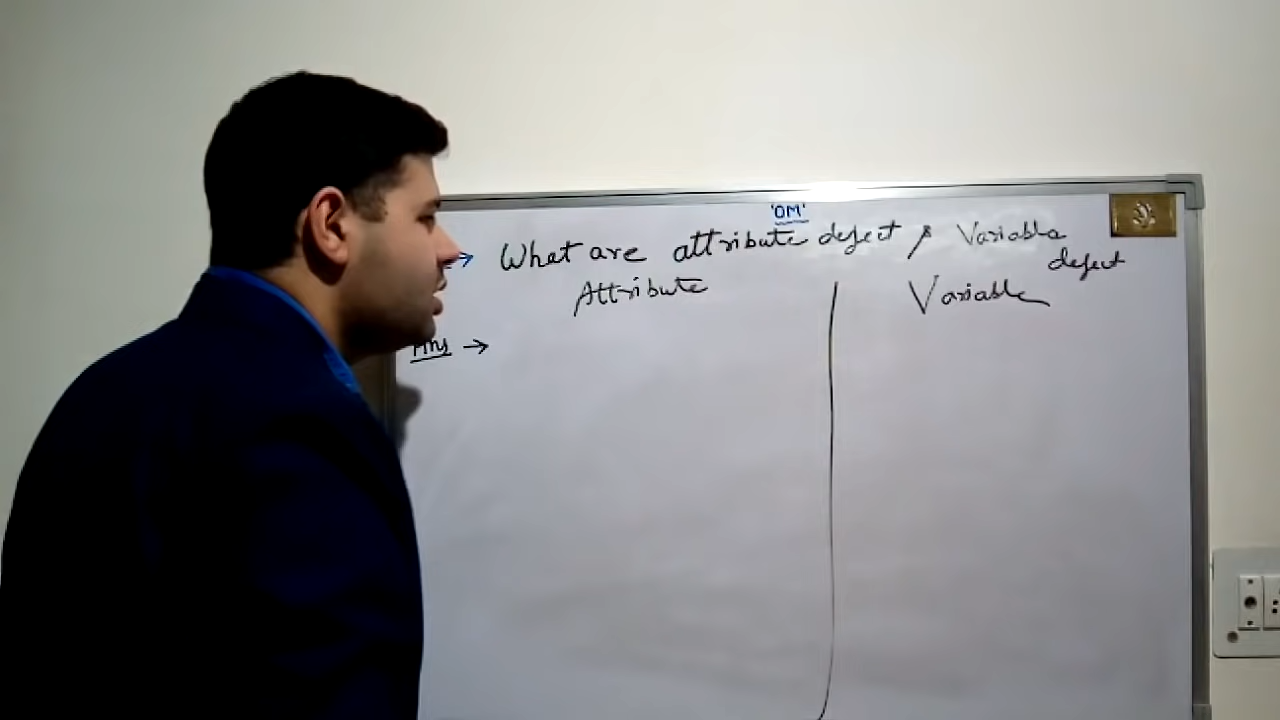 'OM'
→ What are attribute defect & Variable
defect
Attribute Variable
Ans →